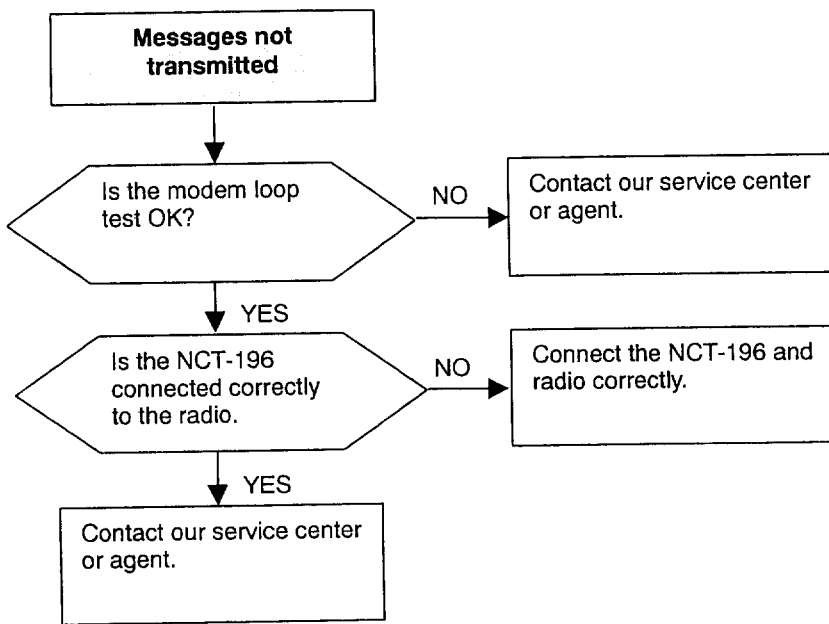 Messages not
transmitted
Is the modem loop
test OK?
NO
Contact our service center
or agent.
YES
Is the NCT-196
connected correctly
to the radio.
NO
Connect the NCT-196 and
radio correctly.
YES
Contact our service center
or agent.